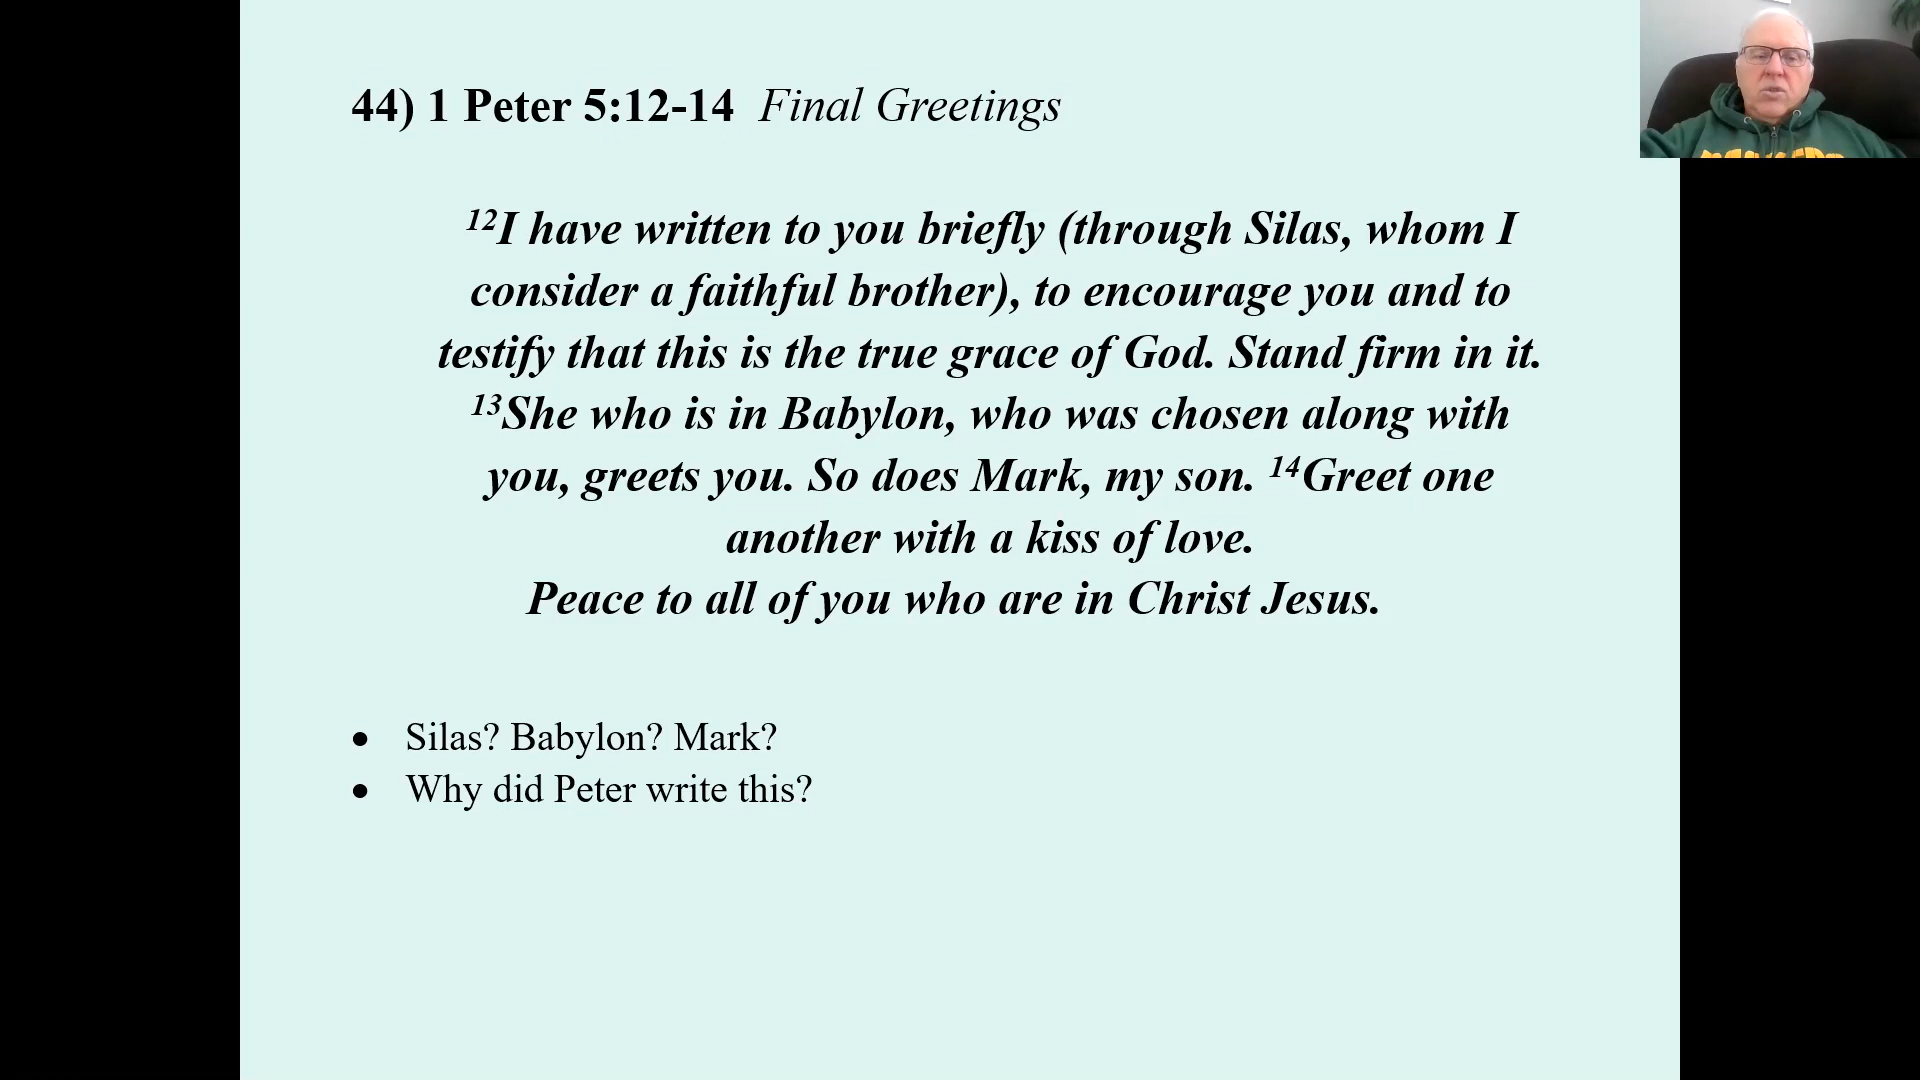 44) 1 Peter 5:12-14 Final Greetings
¹²I have written to you briefly (through Silas, whom I
consider a faithful brother), to encourage you and to
testify that this is the true grace of God. Stand firm in it.
¹³She who is in Babylon, who was chosen along with
you, greets you. So does Mark, my son. ¹⁴Greet one
another with a kiss of love.
Peace to all of you who are in Christ Jesus.
• Silas? Babylon? Mark?
• Why did Peter write this?